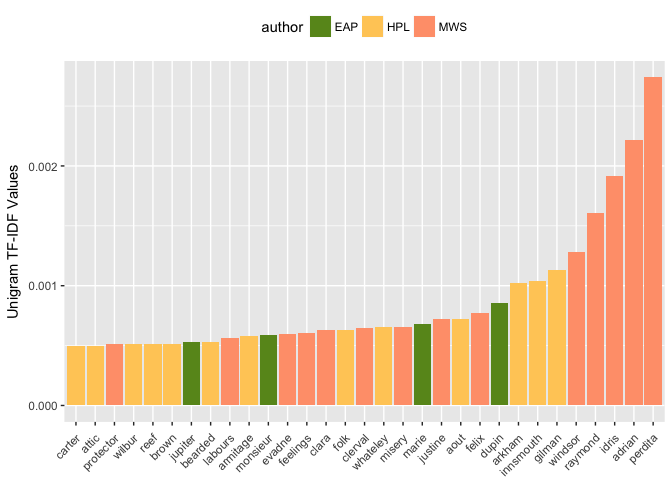 author EAP HPL MWS
Unigram TF-IDF Values
0.002
0.001
0.000
carter attic protector wilbur reef brown jupiter bearded labours armitage monsieur evadne feelings clara folk clerval whateley misery marie justine aout felix dupin arkham innsmouth gilman windsor raymond idris adrian perdita